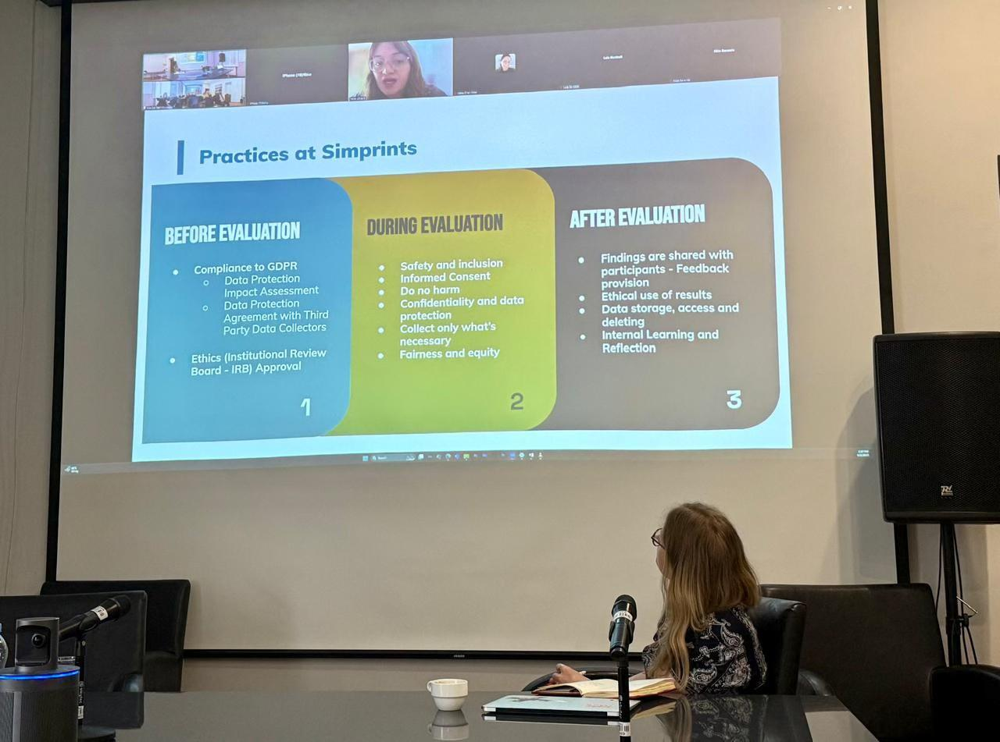 Practices at Simprints
BEFORE EVALUATION
Compliance to GDPR
Data Protection
Impact Assessment
Data Protection
Agreement with Third
Party Data Collectors
Ethics (Institutional Review
Board - IRB) Approval
1
DURING EVALUATION
Safety and inclusion
Informed Consent
Do no harm
Confidentiality and data
protection
Collect only what's
necessary
Fairness and equity
2
AFTER EVALUATION
Findings are shared with
participants - Feedback
provision
Ethical use of results
Data storage, access and
deleting
Internal Learning and
Reflection
3